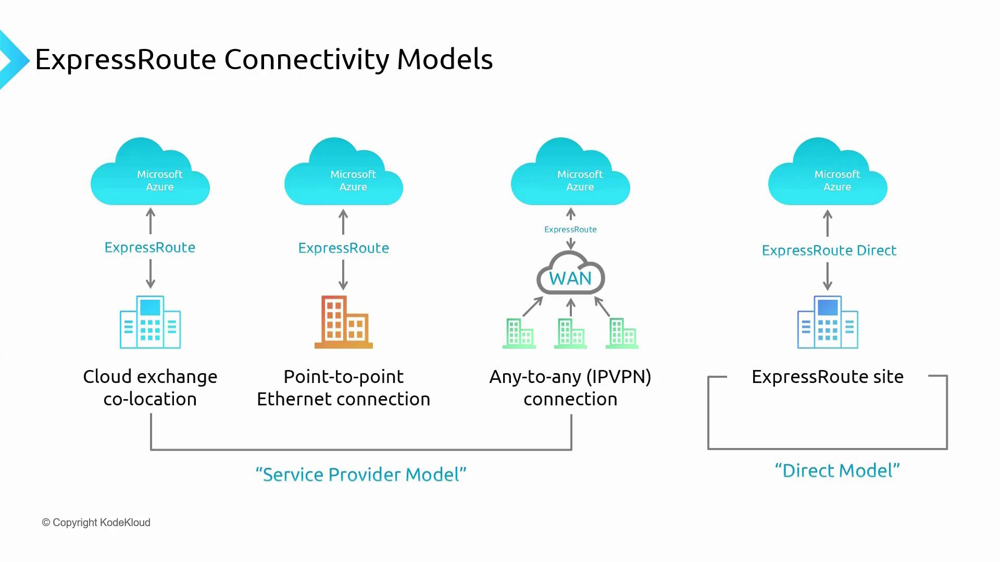 ExpressRoute Connectivity Models
Microsoft
Azure
ExpressRoute
Cloud exchange
co-location
Microsoft
Azure
ExpressRoute
Point-to-point
Ethernet connection
Microsoft
Azure
ExpressRoute
WAN
Any-to-any (IPVPN)
connection
“Service Provider Model”
Microsoft
Azure
ExpressRoute Direct
ExpressRoute site
“Direct Model”
© Copyright KodeKloud